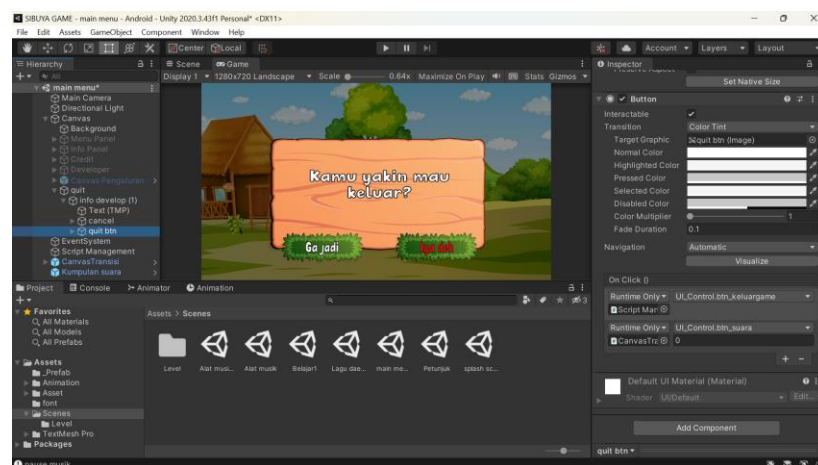 SIBUYA GAME - main menu - Android - Unity 2020.3.43f1 Personal* <DX11>
File Edit Assets GameObject Component Window Help
Center Local
Account Layers Layout
Hierarchy
All
main menu*
Main Camera
Directional Light
Canvas
Background
Menu Panel
Info Panel
Credit
Developer
Canvas Pengaturan
quit
info develop (1)
Text (TMP)
cancel
quit btn
EventSystem
Script Management
CanvasTransisi
Kumpulan suara
Scene Game
Display 1 1280x720 Landscape Scale 0.64x Maximize On Play Stats Gizmos
Kamu yakin mau
keluar?
Ga jadi
Iya deh
Inspector
Preserve Aspect
Set Native Size
Button
Interactable
Transition Color Tint
Target Graphic quit btn (Image)
Normal Color
Highlighted Color
Pressed Color
Selected Color
Disabled Color
Color Multiplier 1
Fade Duration 0.1
Navigation Automatic
Visualize
On Click ()
Runtime Only UI_Control.btn_keluargame
Script Mar
Runtime Only UI_Control.btn_suara
CanvasTra 0
Default UI Material (Material)
Shader UI/Default Edit...
Add Component
quit btn
Project Console Animator Animation
3
Favorites
All Materials
All Models
All Prefabs
Assets
_Prefab
Animation
Asset
font
Scenes
Level
TextMesh Pro
Packages
Assets > Scenes
Level Alat musi... Alat musik Belajar1 Lagu dae... main me... Petunjuk splash sc...
pause musik